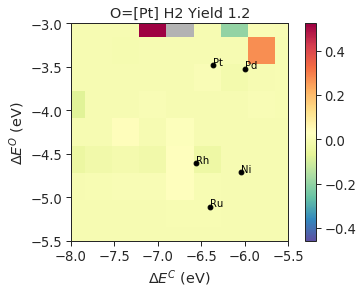 O=[Pt] H2 Yield 1.2
−3.0
−3.5
−4.0
−4.5
−5.0
−5.5
ΔE^O (eV)
Pt
Pd
Rh
Ni
Ru
−8.0 −7.5 −7.0 −6.5 −6.0 −5.5
ΔE^C (eV)
0.4
0.2
0.0
−0.2
−0.4